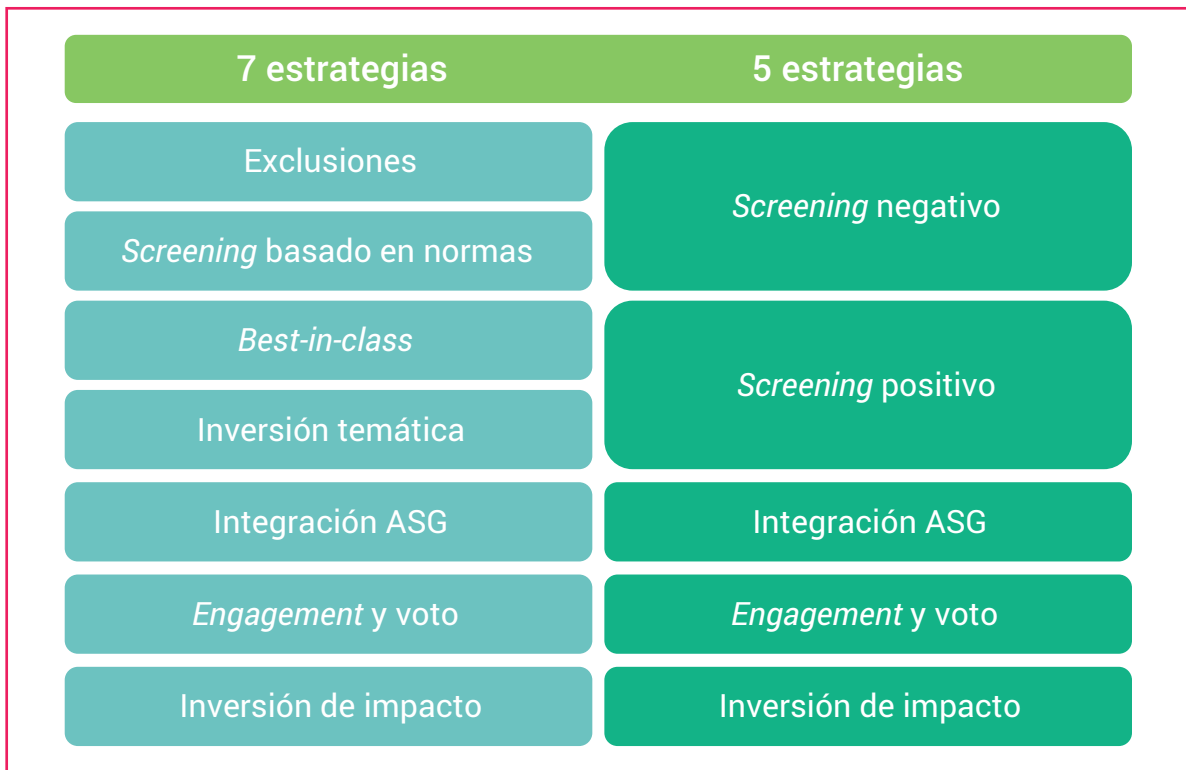 7 estrategias
5 estrategias
Exclusiones
Screening basado en normas
Screening negativo
Best-in-class
Inversión temática
Screening positivo
Integración ASG
Integración ASG
Engagement y voto
Engagement y voto
Inversión de impacto
Inversión de impacto